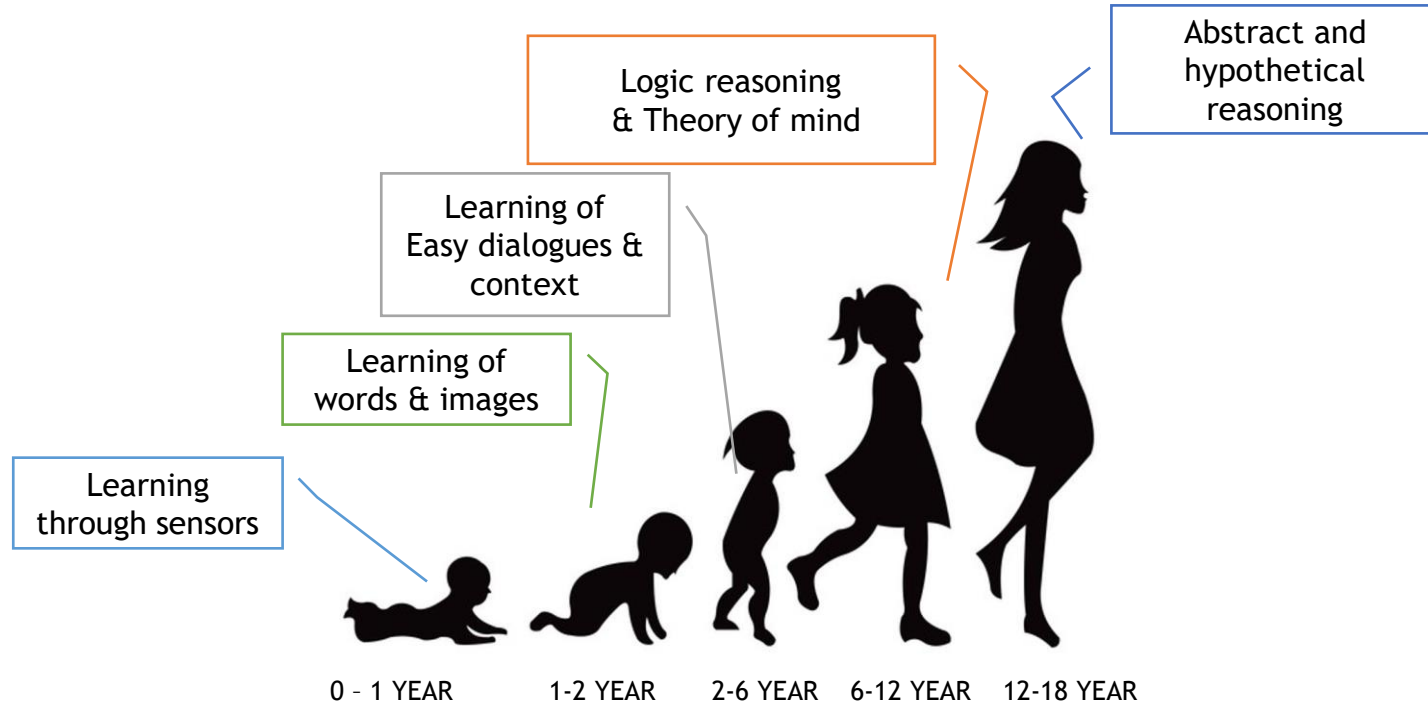 Abstract and
hypothetical
reasoning
Logic reasoning
& Theory of mind
Learning of
Easy dialogues &
context
Learning of
words & images
Learning
through sensors
0 – 1 YEAR
1-2 YEAR
2-6 YEAR
6-12 YEAR
12-18 YEAR